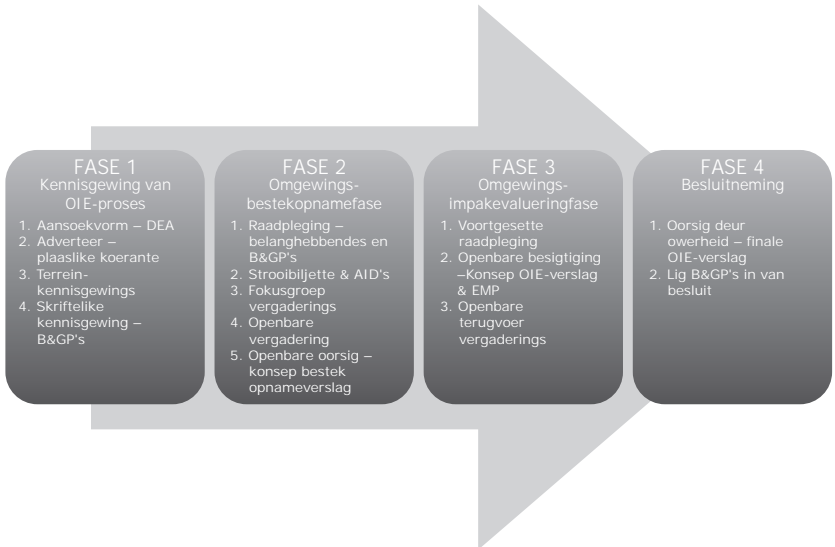 FASE 1
Kennisgewing van
OIE-proses
1. Aansoekvorm – DEA
2. Adverteer –
plaaslike koerante
3. Terrein-
kennisgewings
4. Skriftelike
kennisgewing –
B&GP's
FASE 2
Omgewings-
bestekopnamefase
1. Raadpleging –
belanghebbendes en
B&GP's
2. Strooibiljette & AID's
3. Fokusgroep
vergaderings
4. Openbare
vergadering
5. Openbare oorsig –
konsep bestek
opnameverslag
FASE 3
Omgewings-
impakevalueringfase
1. Voortgesette
raadpleging
2. Openbare besigtiging
–Konsep OIE-verslag
& EMP
3. Openbare
terugvoer
vergaderings
FASE 4
Besluitneming
1. Oorsig deur
owerheid – finale
OIE-verslag
2. Lig B&GP's in van
besluit